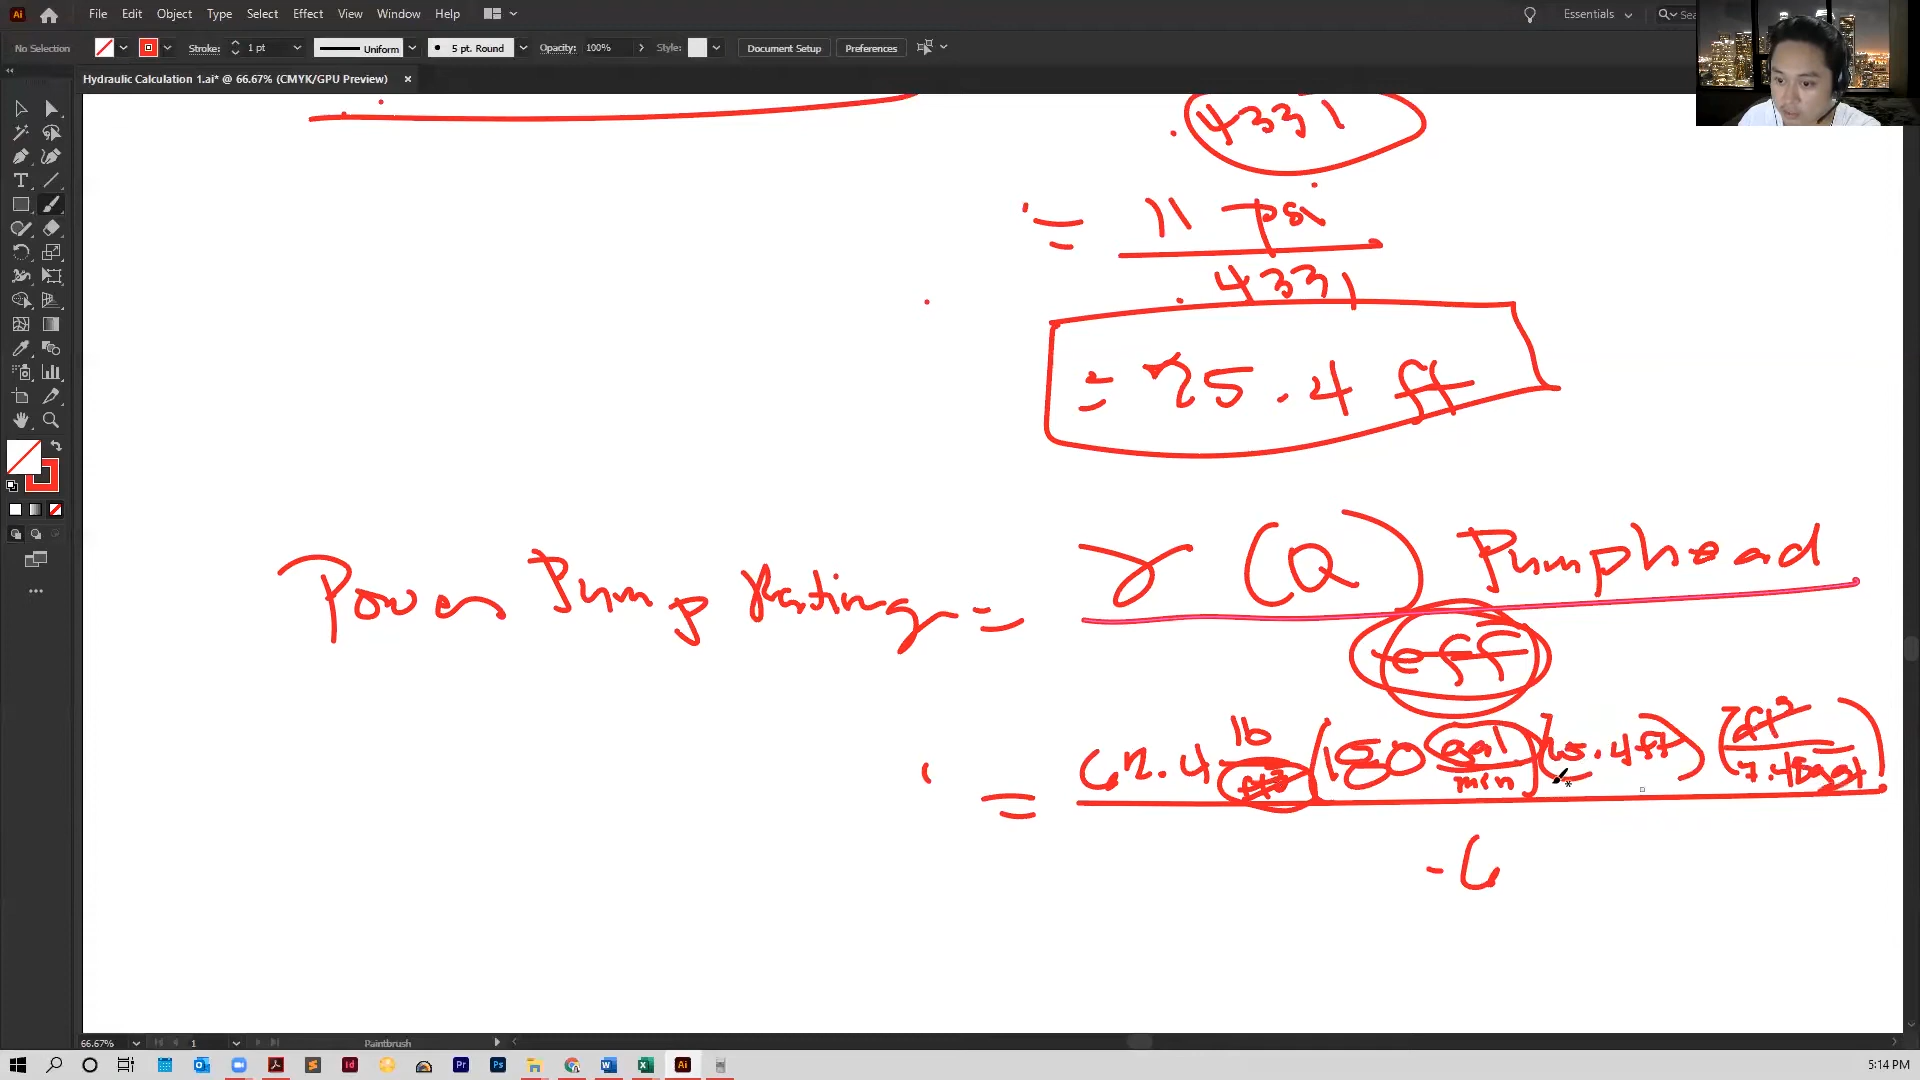 File Edit Object Type Select Effect View Window Help Essentials Sea
No Selection Stroke: 1 pt Uniform 5 pt. Round Opacity: 100% Style: Document Setup Preferences
Hydraulic Calculation 1.ai* @ 66.67% (CMYK/GPU Preview) ×
.4331
= 11 psi
.4331
= 25.4 ft
Power Pump Rating = γ (Q) Pumphead
eff
= 62.4 lb/ft³ (180 gal/min) (25.4 ft) (ft³/7.48 gal)
.6
66.67% 1 Paintbrush
5:14 PM